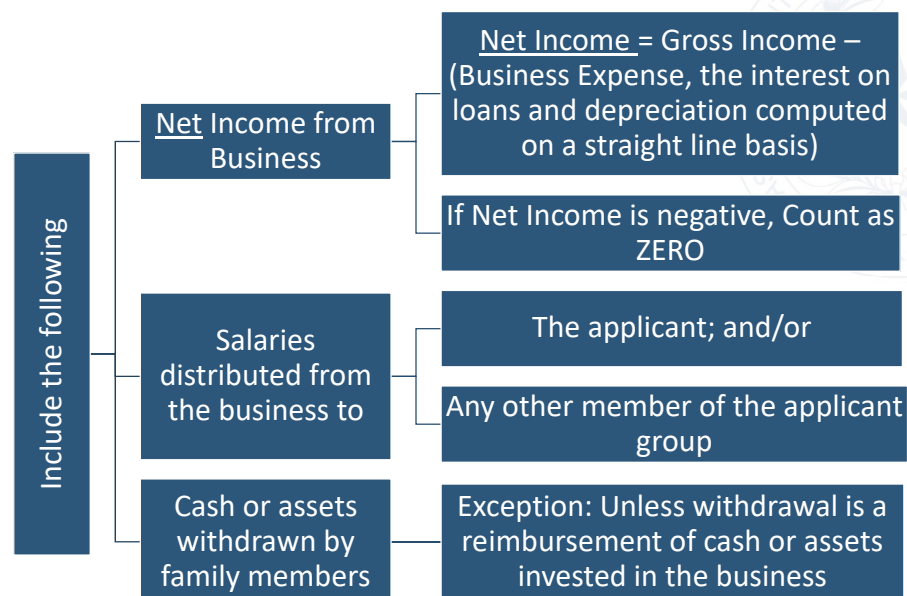 Include the following
Net Income from
Business
Net Income = Gross Income –
(Business Expense, the interest on
loans and depreciation computed
on a straight line basis)
If Net Income is negative, Count as
ZERO
Salaries
distributed from
the business to
The applicant; and/or
Any other member of the applicant
group
Cash or assets
withdrawn by
family members
Exception: Unless withdrawal is a
reimbursement of cash or assets
invested in the business